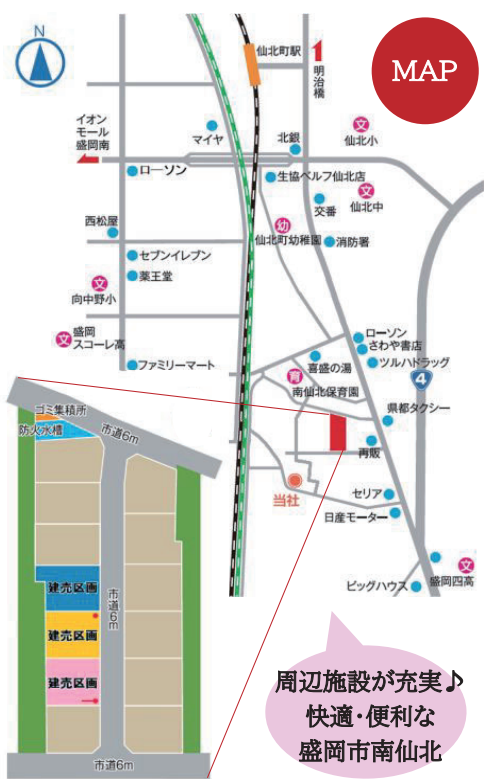 N
仙北町駅
明治橋
MAP
イオン
モール
盛岡南
マイヤ
北銀
仙北小
文
ローソン
生協ベルフ仙北店
文
仙北中
交番
西松屋
幼
仙北町幼稚園
消防署
セブンイレブン
薬王堂
文
向中野小
文
盛岡
スコーレ高
ファミリーマート
ローソン
さわや書店
ツルハドラッグ
喜盛の湯
育
南仙北保育園
4
県都タクシー
再販
当社
セリア
日産モーター
文
盛岡四高
ビッグハウス
ゴミ集積所
防火水槽
市道6m
建売区画
建売区画
建売区画
市道6m
市道6m
周辺施設が充実♪
快適・便利な
盛岡市南仙北